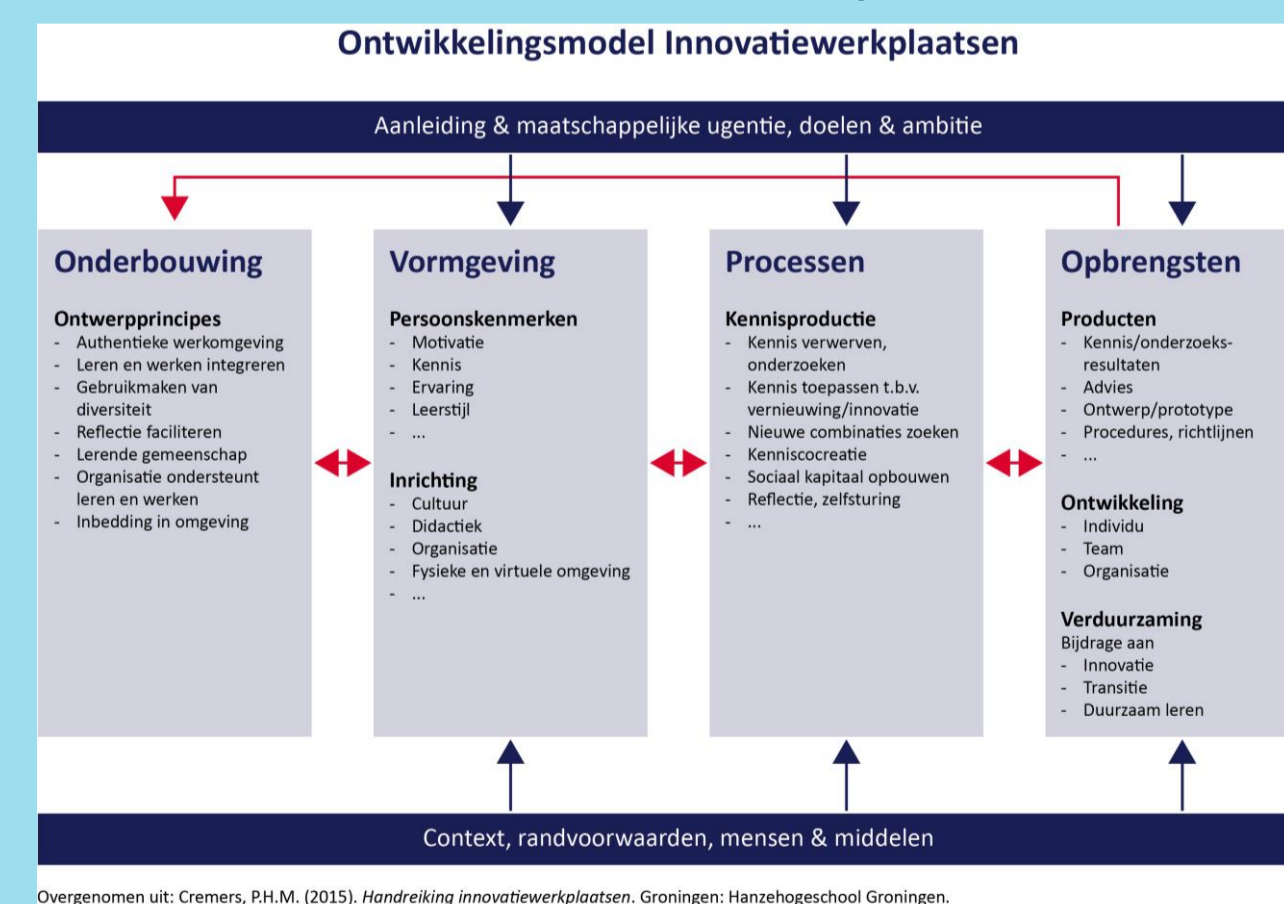 Ontwikkelingsmodel Innovatiewerkplaatsen
Aanleiding & maatschappelijke ugentie, doelen & ambitie
Onderbouwing
Ontwerpprincipes
- Authentieke werkomgeving
- Leren en werken integreren
- Gebruikmaken van
diversiteit
- Reflectie faciliteren
- Lerende gemeenschap
- Organisatie ondersteunt
leren en werken
- Inbedding in omgeving
Vormgeving
Persoonskenmerken
- Motivatie
- Kennis
- Ervaring
- Leerstijl
- ...
Inrichting
- Cultuur
- Didactiek
- Organisatie
- Fysieke en virtuele omgeving
- ...
Processen
Kennisproductie
- Kennis verwerven,
onderzoeken
- Kennis toepassen t.b.v.
vernieuwing/innovatie
- Nieuwe combinaties zoeken
- Kenniscocreatie
- Sociaal kapitaal opbouwen
- Reflectie, zelfsturing
- ...
Opbrengsten
Producten
- Kennis/onderzoeks-
resultaten
- Advies
- Ontwerp/prototype
- Procedures, richtlijnen
- ...
Ontwikkeling
- Individu
- Team
- Organisatie
Verduurzaming
Bijdrage aan
- Innovatie
- Transitie
- Duurzaam leren
Context, randvoorwaarden, mensen & middelen
Overgenomen uit: Cremers, P.H.M. (2015). Handreiking innovatiewerkplaatsen. Groningen: Hanzehogeschool Groningen.